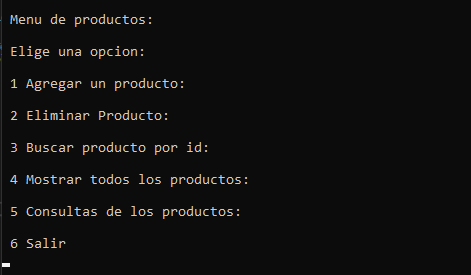 Menu de productos:
Elige una opcion:
1 Agregar un producto:
2 Eliminar Producto:
3 Buscar producto por id:
4 Mostrar todos los productos:
5 Consultas de los productos:
6 Salir